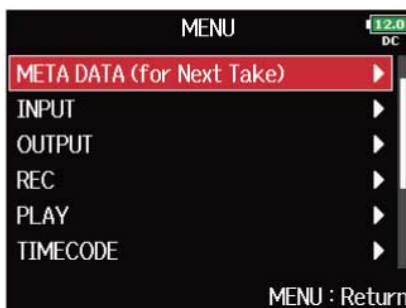 MENU
12.0
DC
META DATA (for Next Take)
INPUT
OUTPUT
REC
PLAY
TIMECODE
MENU : Return